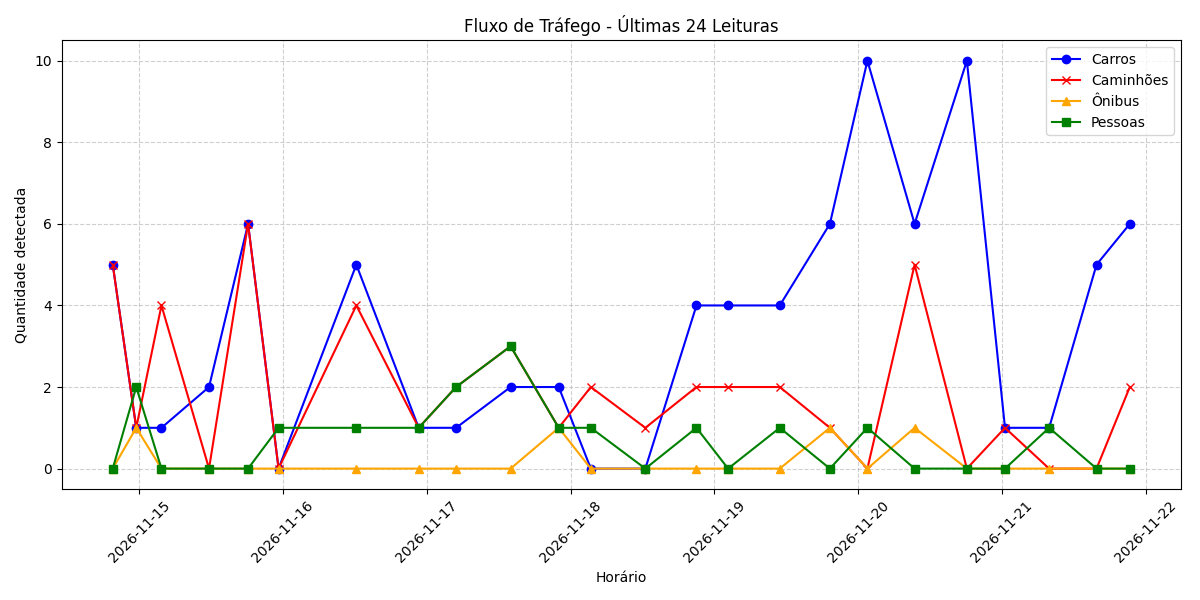 Fluxo de Tráfego - Últimas 24 Leituras
Carros
Caminhões
Ônibus
Pessoas
Quantidade detectada
10
8
6
4
2
0
2026-11-15
2026-11-16
2026-11-17
2026-11-18
2026-11-19
2026-11-20
2026-11-21
2026-11-22
Horário